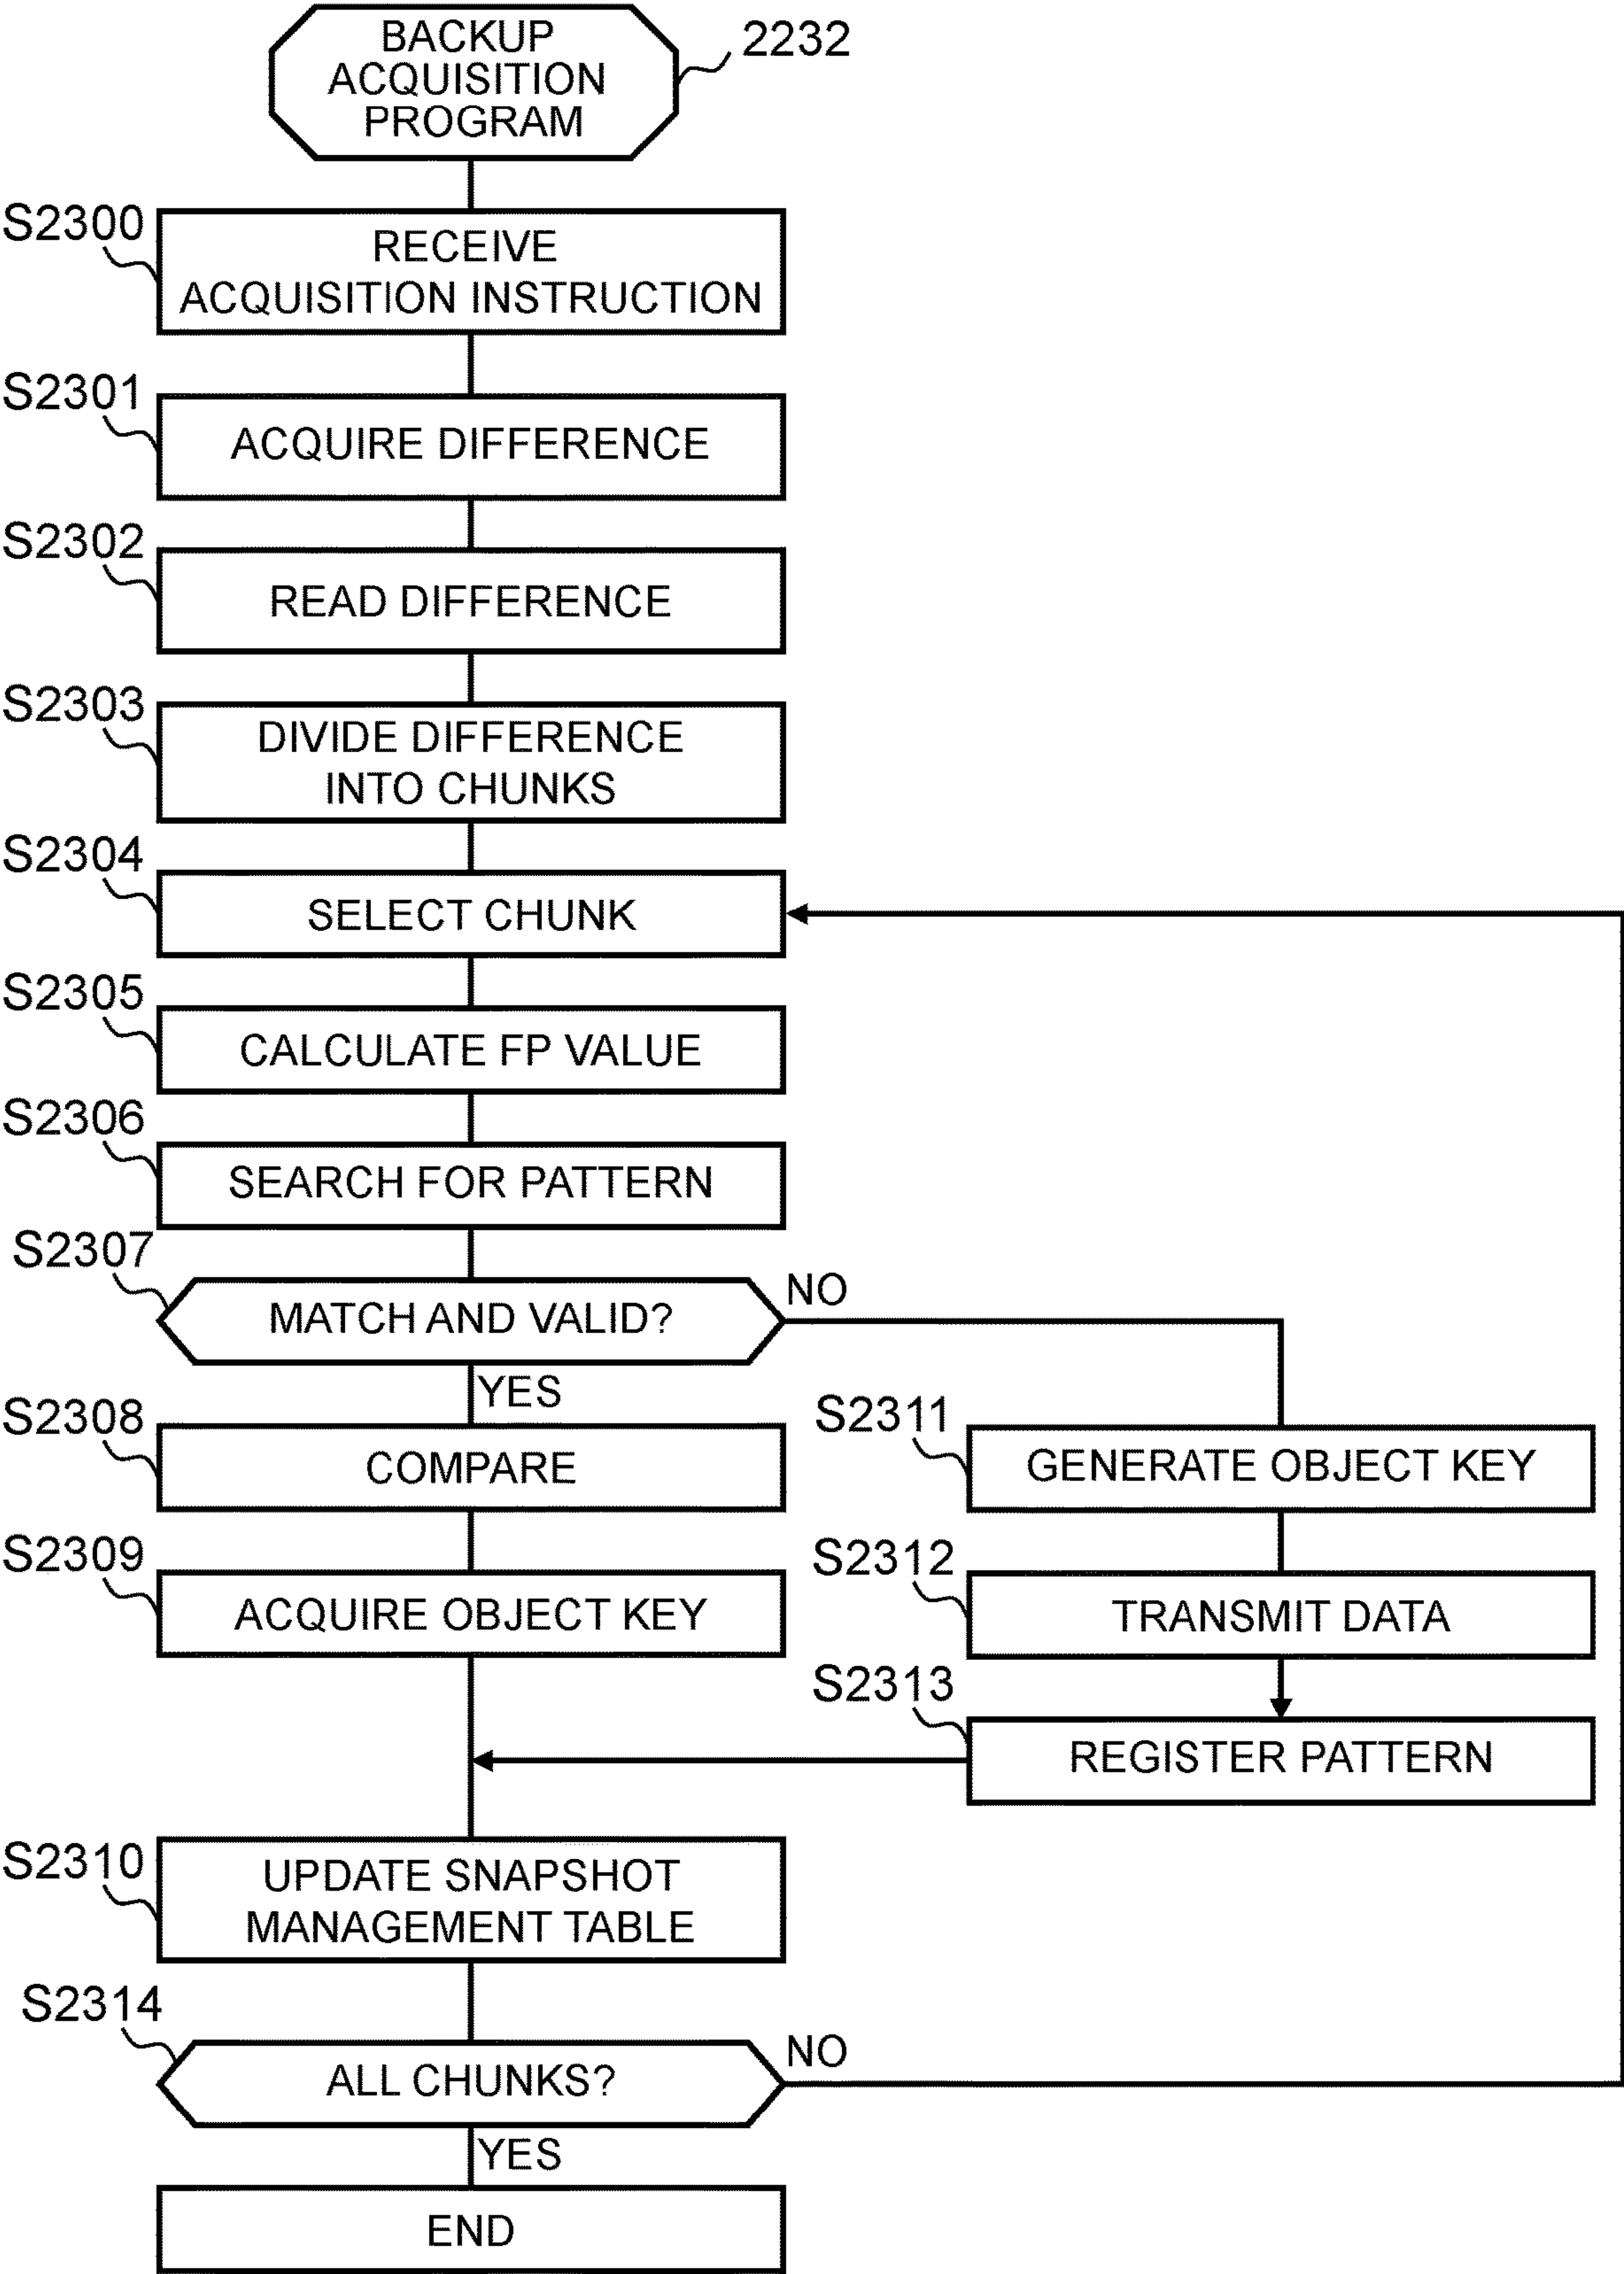 BACKUP
ACQUISITION
PROGRAM
2232
S2300
RECEIVE
ACQUISITION INSTRUCTION
S2301
ACQUIRE DIFFERENCE
S2302
READ DIFFERENCE
S2303
DIVIDE DIFFERENCE
INTO CHUNKS
S2304
SELECT CHUNK
S2305
CALCULATE FP VALUE
S2306
SEARCH FOR PATTERN
S2307
MATCH AND VALID?
NO
YES
S2308
COMPARE
S2309
ACQUIRE OBJECT KEY
S2311
GENERATE OBJECT KEY
S2312
TRANSMIT DATA
S2313
REGISTER PATTERN
S2310
UPDATE SNAPSHOT
MANAGEMENT TABLE
S2314
ALL CHUNKS?
NO
YES
END